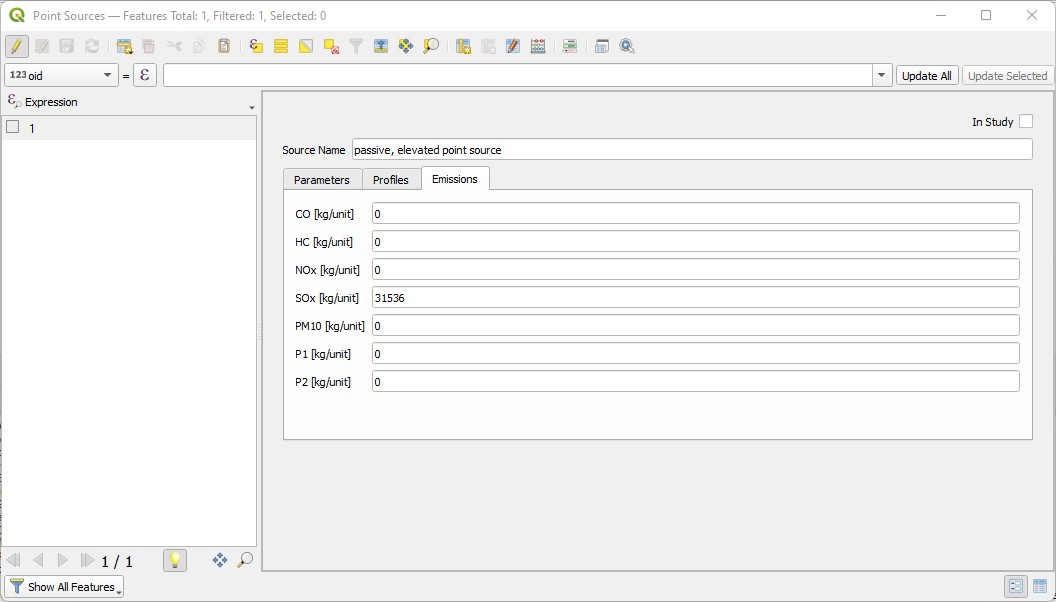 Point Sources — Features Total: 1, Filtered: 1, Selected: 0
123 oid = ε Update All Update Selected
Expression
1
In Study
Source Name passive, elevated point source
Parameters Profiles Emissions
CO [kg/unit] 0
HC [kg/unit] 0
NOx [kg/unit] 0
SOx [kg/unit] 31536
PM10 [kg/unit] 0
P1 [kg/unit] 0
P2 [kg/unit] 0
1 / 1
Show All Features